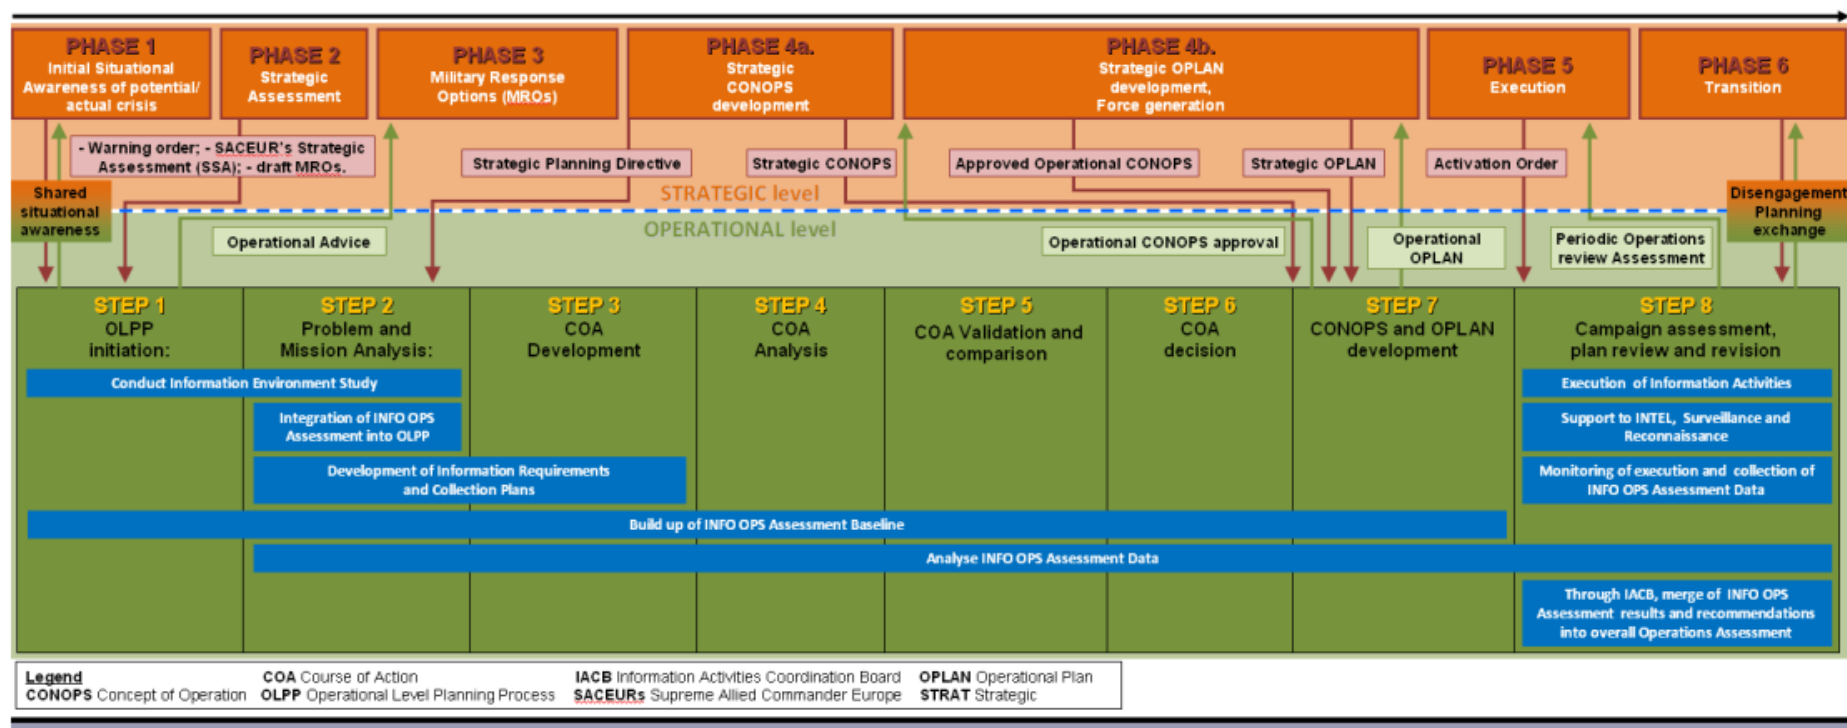 PHASE 1
Initial Situational
Awareness of potential/
actual crisis
PHASE 2
Strategic
Assessment
PHASE 3
Military Response
Options (MROs)
PHASE 4a.
Strategic
CONOPS
development
PHASE 4b.
Strategic OPLAN
development,
Force generation
PHASE 5
Execution
PHASE 6
Transition
- Warning order; - SACEUR's Strategic
Assessment (SSA); - draft MROs.
Strategic Planning Directive
Strategic CONOPS
Approved Operational CONOPS
Strategic OPLAN
Activation Order
Shared
situational
awareness
STRATEGIC level
OPERATIONAL level
Disengagement
Planning
exchange
Operational Advice
Operational CONOPS approval
Operational
OPLAN
Periodic Operations
review Assessment
STEP 1
OLPP
initiation:
STEP 2
Problem and
Mission Analysis:
STEP 3
COA
Development
STEP 4
COA
Analysis
STEP 5
COA Validation and
comparison
STEP 6
COA
decision
STEP 7
CONOPS and OPLAN
development
STEP 8
Campaign assessment,
plan review and revision
Conduct Information Environment Study
Execution of Information Activities
Integration of INFO OPS
Assessment into OLPP
Support to INTEL, Surveillance and
Reconnaissance
Development of Information Requirements
and Collection Plans
Monitoring of execution and collection of
INFO OPS Assessment Data
Build up of INFO OPS Assessment Baseline
Analyse INFO OPS Assessment Data
Through IACB, merge of INFO OPS
Assessment results and recommendations
into overall Operations Assessment
Legend
COA Course of Action
IACB Information Activities Coordination Board
OPLAN Operational Plan
CONOPS Concept of Operation
OLPP Operational Level Planning Process
SACEURs Supreme Allied Commander Europe
STRAT Strategic